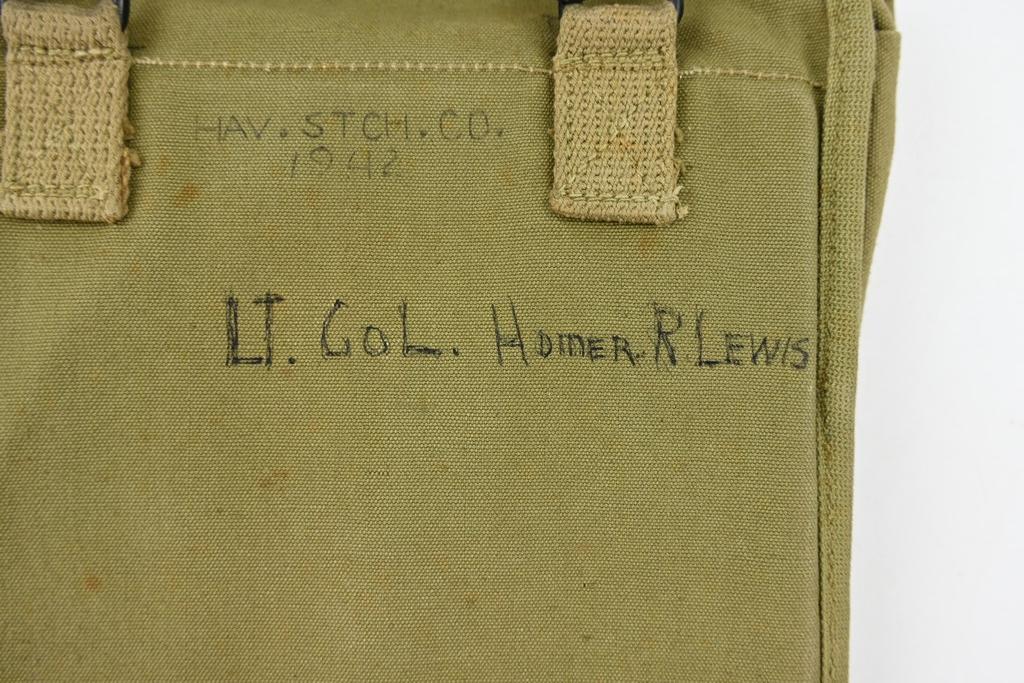 HAV. STCH. CO.
1942
LT. COL. HOMER R LEWIS